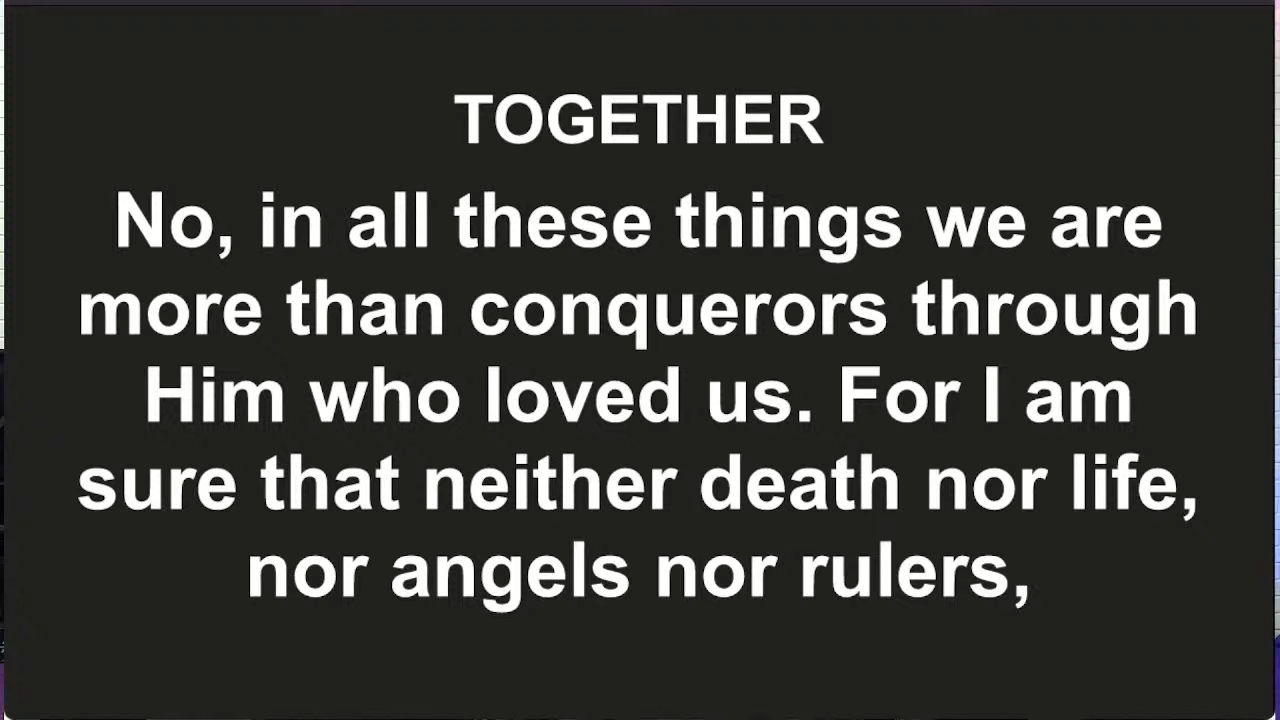 TOGETHER
No, in all these things we are
more than conquerors through
Him who loved us. For I am
sure that neither death nor life,
nor angels nor rulers,